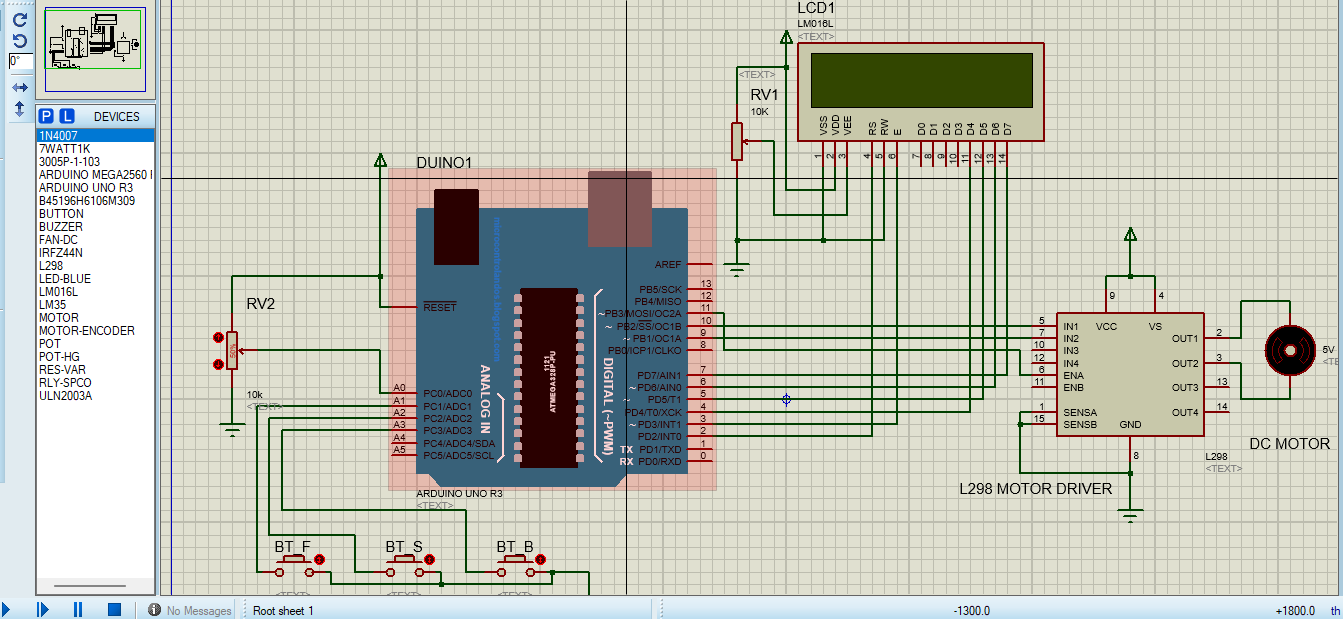 0°
P L DEVICES
1N4007
7WATT1K
3005P-1-103
ARDUINO MEGA2560
ARDUINO UNO R3
B45196H6106M309
BUTTON
BUZZER
FAN-DC
IRFZ44N
L298
LED-BLUE
LM016L
LM35
MOTOR
MOTOR-ENCODER
POT
POT-HG
RES-VAR
RLY-SPCO
ULN2003A
LCD1
LM016L
<TEXT>
<TEXT>
RV1
10K
VSS VDD VEE RS RW E D0 D1 D2 D3 D4 D5 D6 D7
1 2 3 4 5 6 7 8 9 10 11 12 13 14
DUINO1
AREF
RESET
PB5/SCK 13
PB4/MISO 12
~PB3/MOSI/OC2A 11
~PB2/SS/OC1B 10
~PB1/OC1A 9
PB0/ICP1/CLKO 8
PD7/AIN1 7
~PD6/AIN0 6
~PD5/T1 5
PD4/T0/XCK 4
~PD3/INT1 3
PD2/INT0 2
TX PD1/TXD 1
RX PD0/RXD 0
A0 PC0/ADC0
A1 PC1/ADC1
A2 PC2/ADC2
A3 PC3/ADC3
A4 PC4/ADC4/SDA
A5 PC5/ADC5/SCL
ANALOG IN
1121
ATMEGA328P-PU
DIGITAL (~PWM)
ARDUINO UNO R3
<TEXT>
RV2
50%
10k
<TEXT>
9 4
VCC VS
5 IN1
7 IN2
10 IN3
12 IN4
6 ENA
11 ENB
1 SENSA
15 SENSB
GND
8
OUT1 2
OUT2 3
OUT3 13
OUT4 14
L298
<TEXT>
L298 MOTOR DRIVER
5V
<TE
DC MOTOR
BT_F
BT_S
BT_B
<TEXT>
<TEXT>
<TEXT>
No Messages
Root sheet 1
-1300.0
+1800.0
th